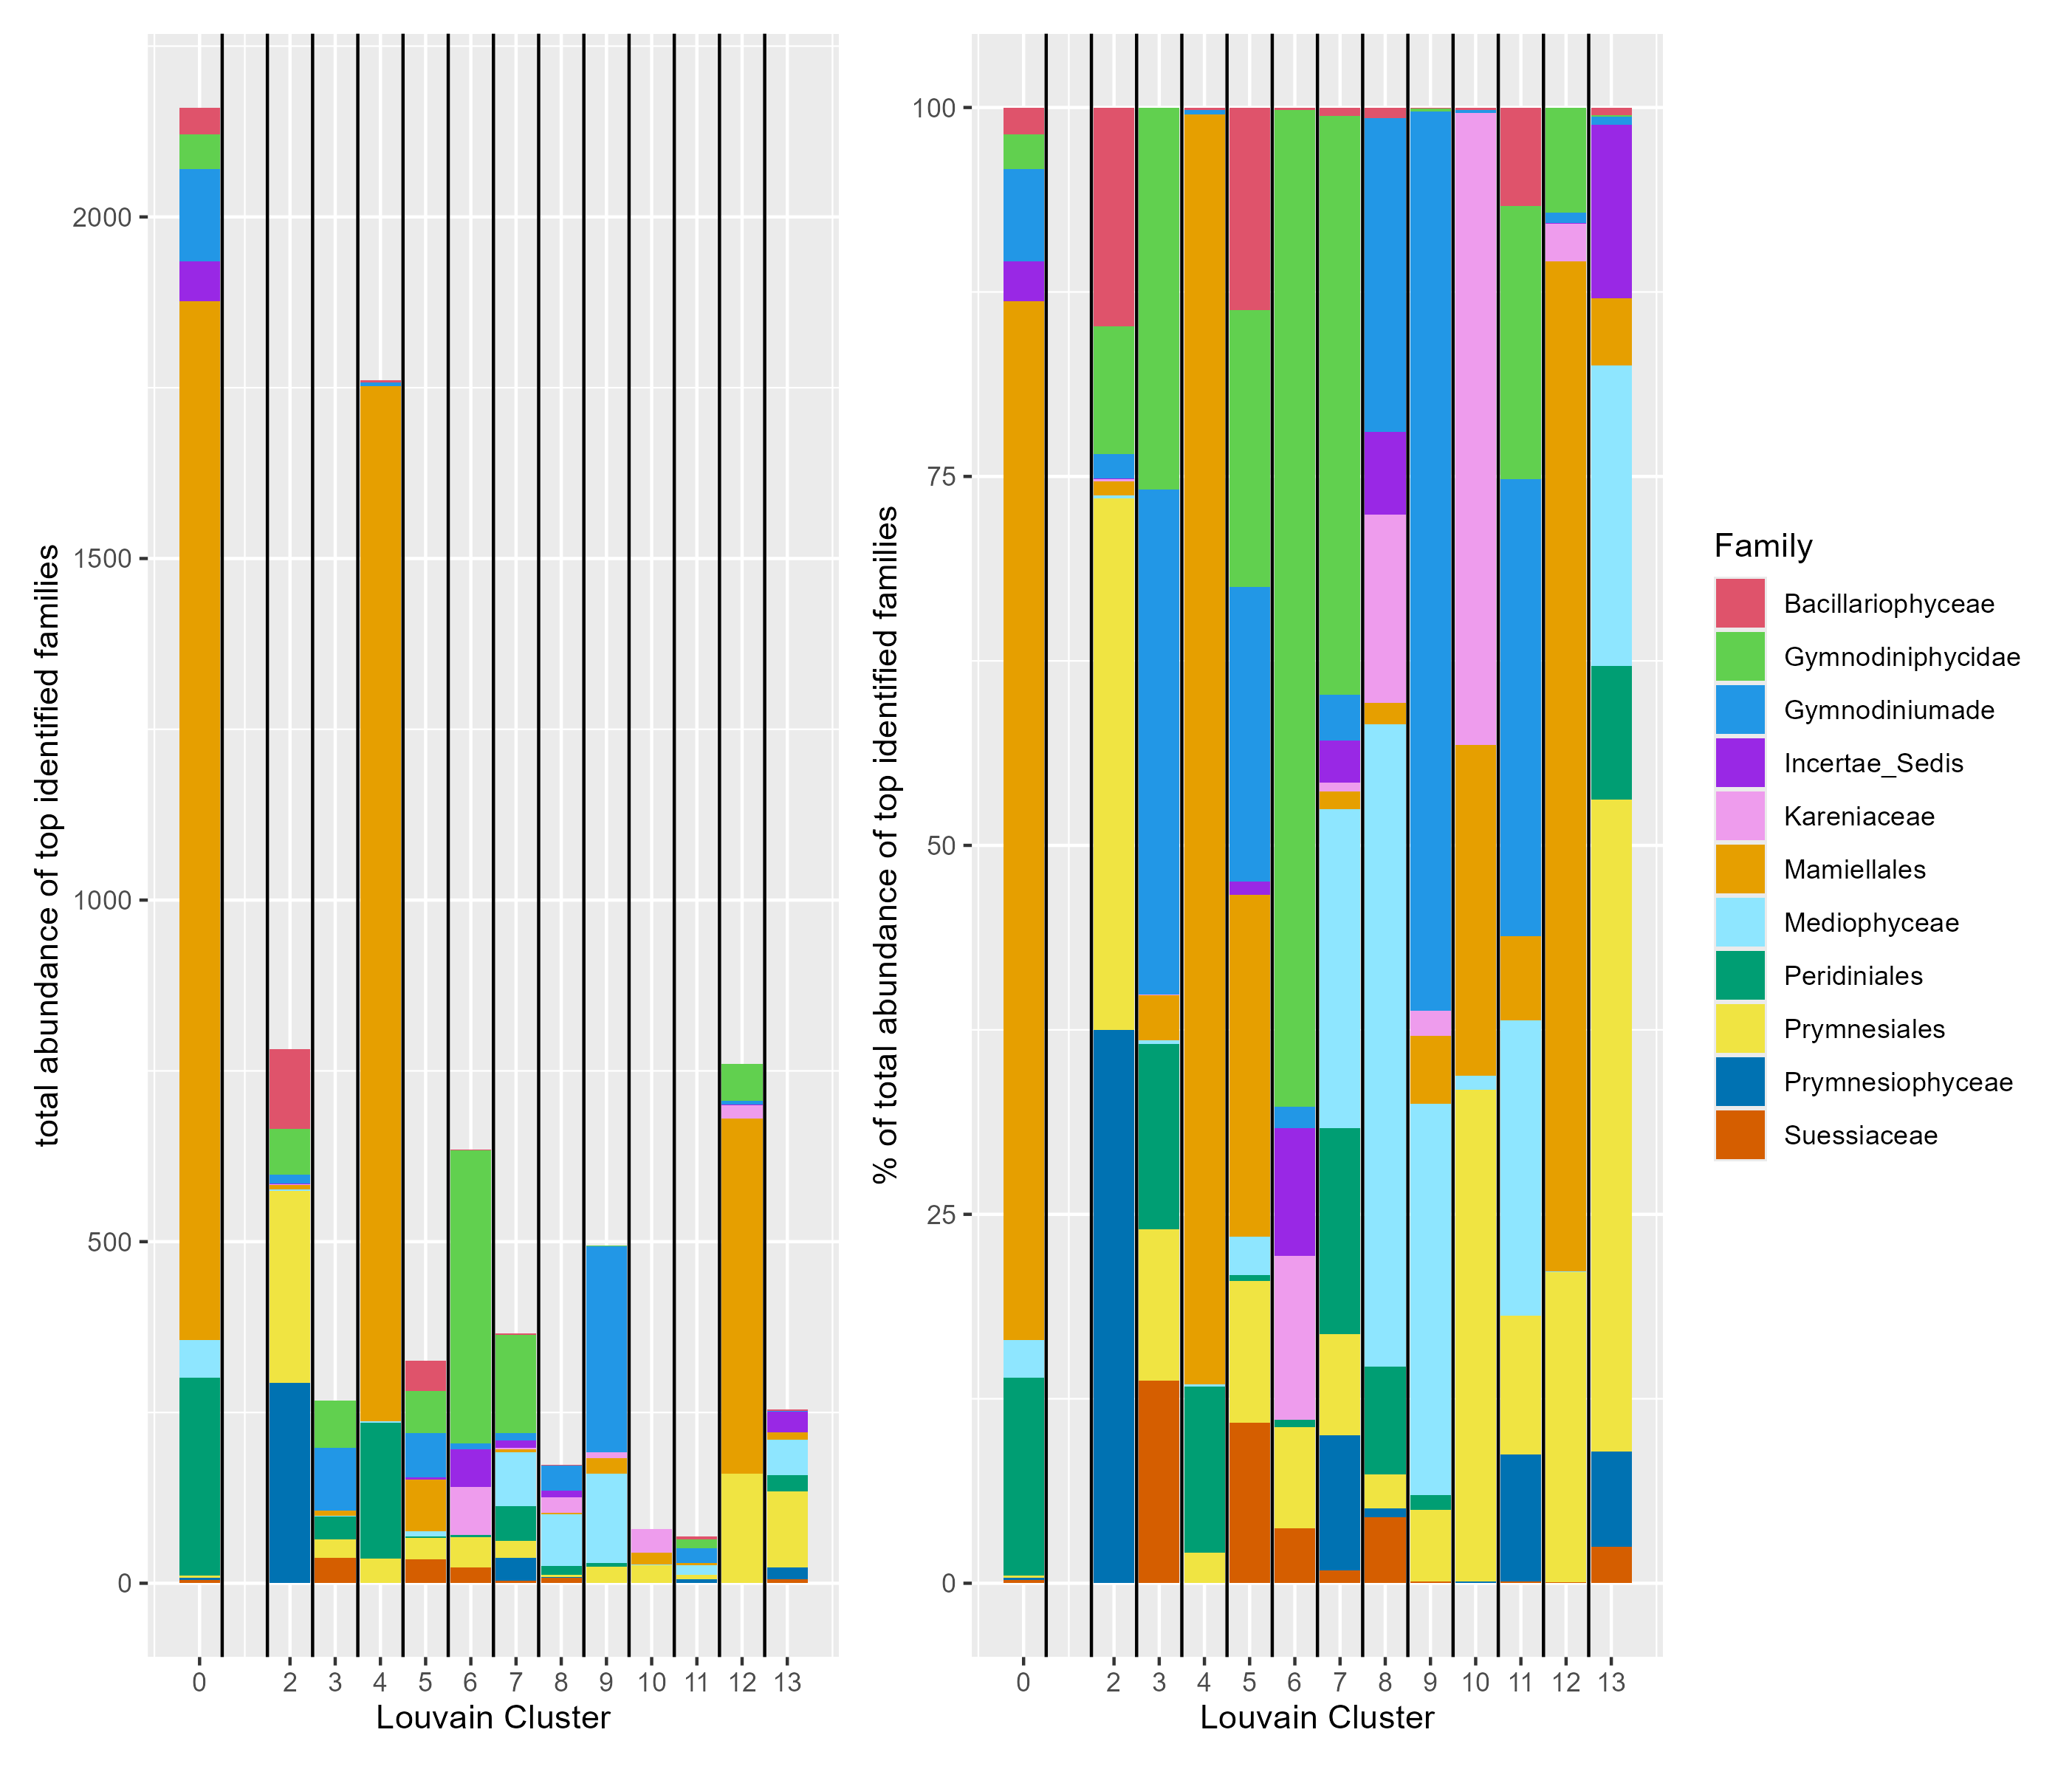 total abundance of top identified families
2000
1500
1000
500
0
0 2 3 4 5 6 7 8 9 10 11 12 13
Louvain Cluster
% of total abundance of top identified families
100
75
50
25
0
0 2 3 4 5 6 7 8 9 10 11 12 13
Louvain Cluster
Family
Bacillariophyceae
Gymnodiniphycidae
Gymnodiniumade
Incertae_Sedis
Kareniaceae
Mamiellales
Mediophyceae
Peridiniales
Prymnesiales
Prymnesiophyceae
Suessiaceae